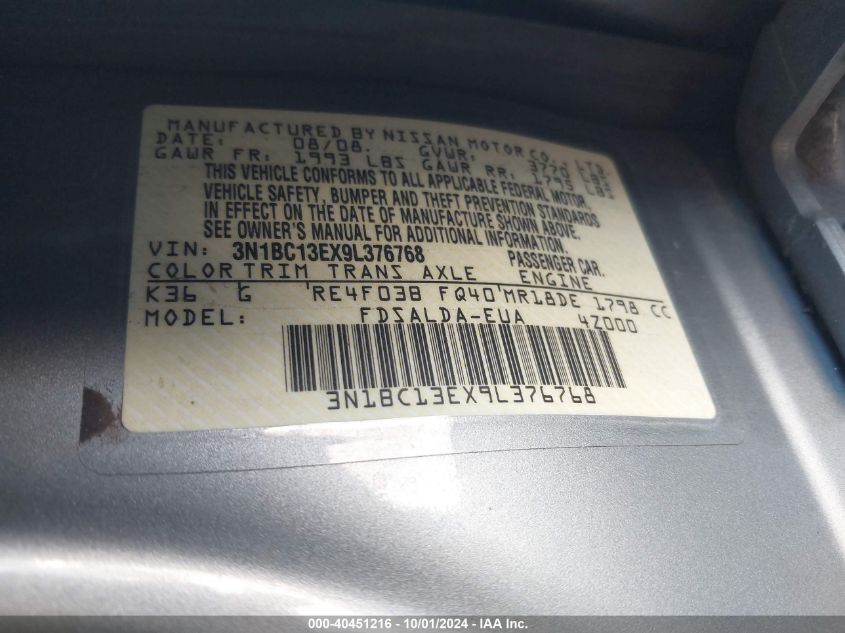 MANUFACTURED BY NISSAN MOTOR CO., LTD.
DATE: 08/08. GVWR: 3770 LBS
GAWR FR: 1993 LBS GAWR RR: 1795 LBS
THIS VEHICLE CONFORMS TO ALL APPLICABLE FEDERAL MOTOR
VEHICLE SAFETY, BUMPER AND THEFT PREVENTION STANDARDS
IN EFFECT ON THE DATE OF MANUFACTURE SHOWN ABOVE.
SEE OWNER'S MANUAL FOR ADDITIONAL INFORMATION.
VIN: 3N1BC13EX9L376768 PASSENGER CAR.
COLOR TRIM TRANS AXLE ENGINE
K36 G RE4F03B FQ40 MR18DE 1798 CC
MODEL: FDSALDA-EUA 4Z000
3N1BC13EX9L376768
000-40451216 - 10/01/2024 - IAAI Inc.